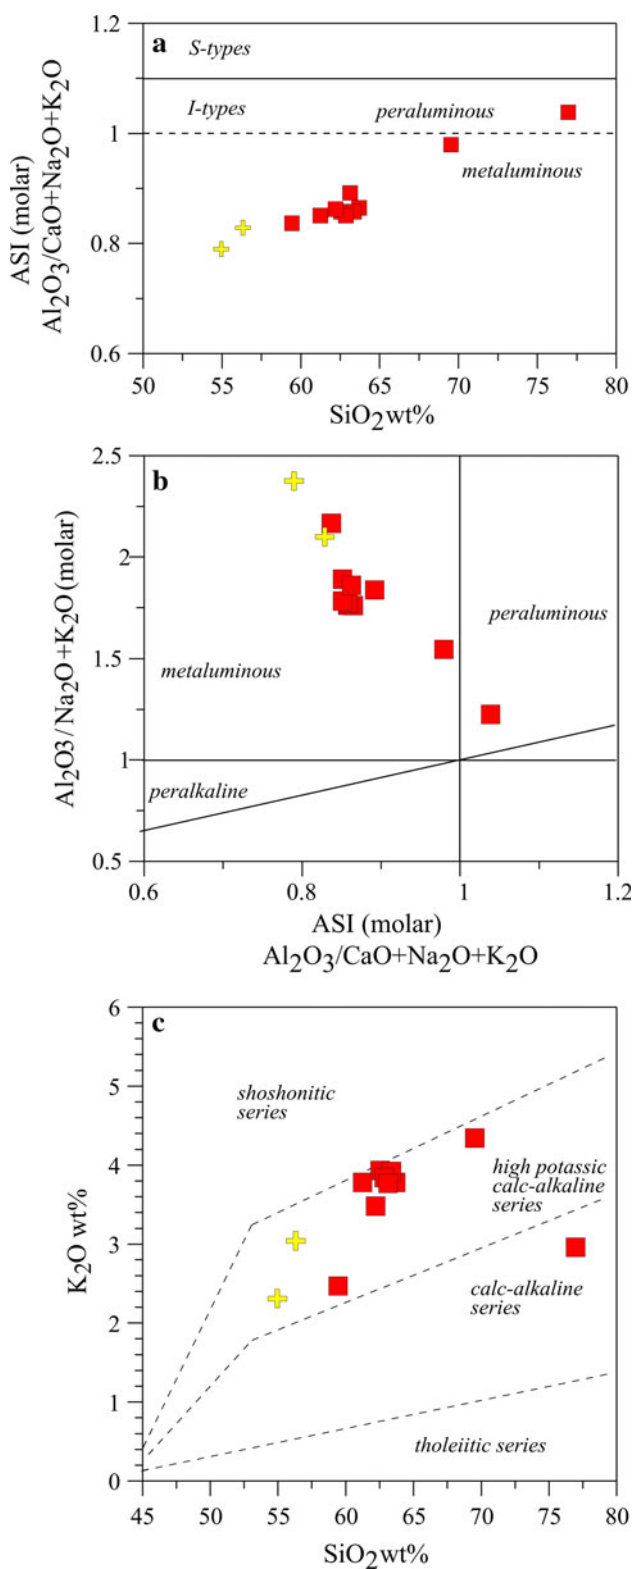 a
1.2
1
0.8
0.6
S-types
I-types
peraluminous
metaluminous
ASI (molar)
Al₂O₃/CaO+Na₂O+K₂O
50 55 60 65 70 75 80
SiO₂wt%
b
2.5
2
1.5
1
0.5
metaluminous
peraluminous
peralkaline
Al₂O3/Na₂O+K₂O(molar)
0.6 0.8 1 1.2
ASI (molar)
Al₂O₃/CaO+Na₂O+K₂O
c
6
5
4
3
2
1
0
shoshonitic
series
high potassic
calc-alkaline
series
calc-alkaline
series
tholeiitic series
K₂O wt%
45 50 55 60 65 70 75 80
SiO₂wt%